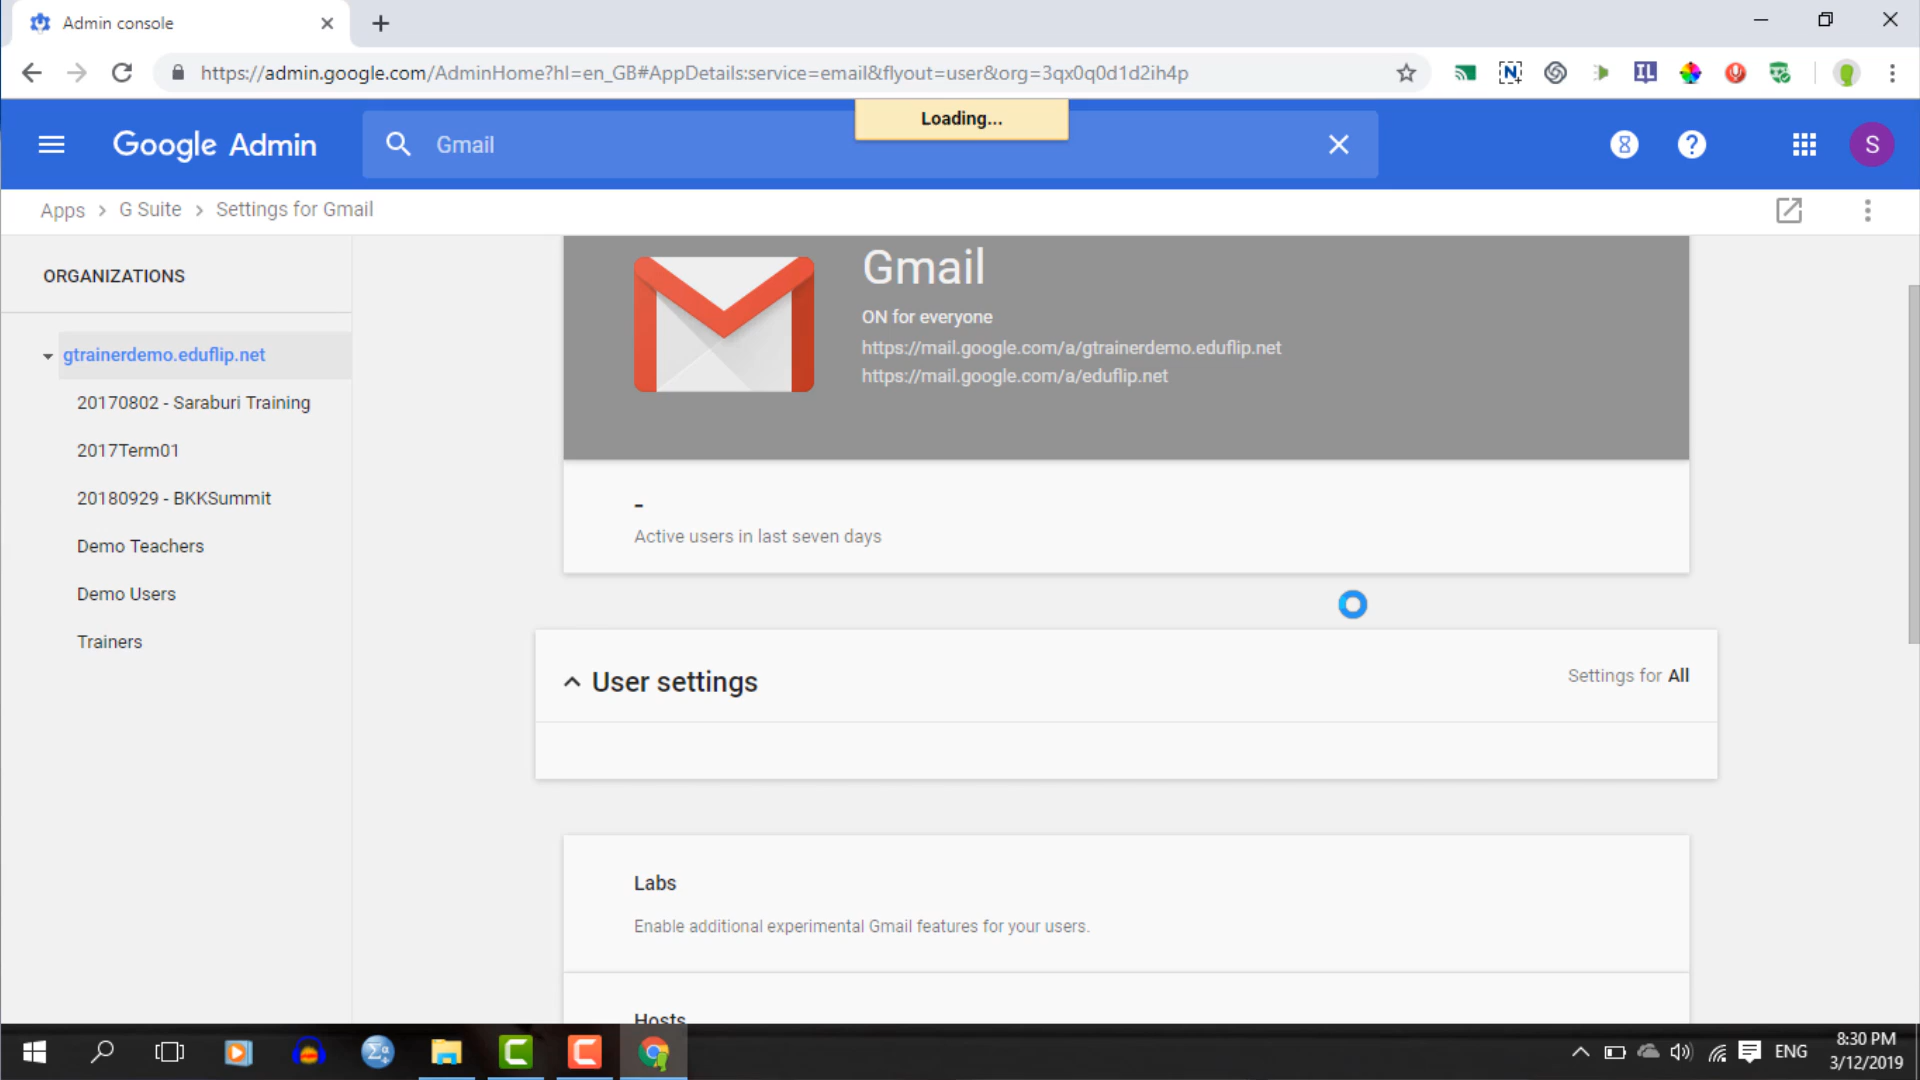 Admin console
https://admin.google.com/AdminHome?hl=en_GB#AppDetails:service=email&flyout=user&org=3qx0q0d1d2ih4p
Loading...
Google Admin
Gmail
S
Apps > G Suite > Settings for Gmail
ORGANIZATIONS
gtrainerdemo.eduflip.net
20170802 - Saraburi Training
2017Term01
20180929 - BKKSummit
Demo Teachers
Demo Users
Trainers
Gmail
ON for everyone
https://mail.google.com/a/gtrainerdemo.eduflip.net
https://mail.google.com/a/eduflip.net
-
Active users in last seven days
User settings
Settings for All
Labs
Enable additional experimental Gmail features for your users.
Hosts
ENG
8:30 PM
3/12/2019